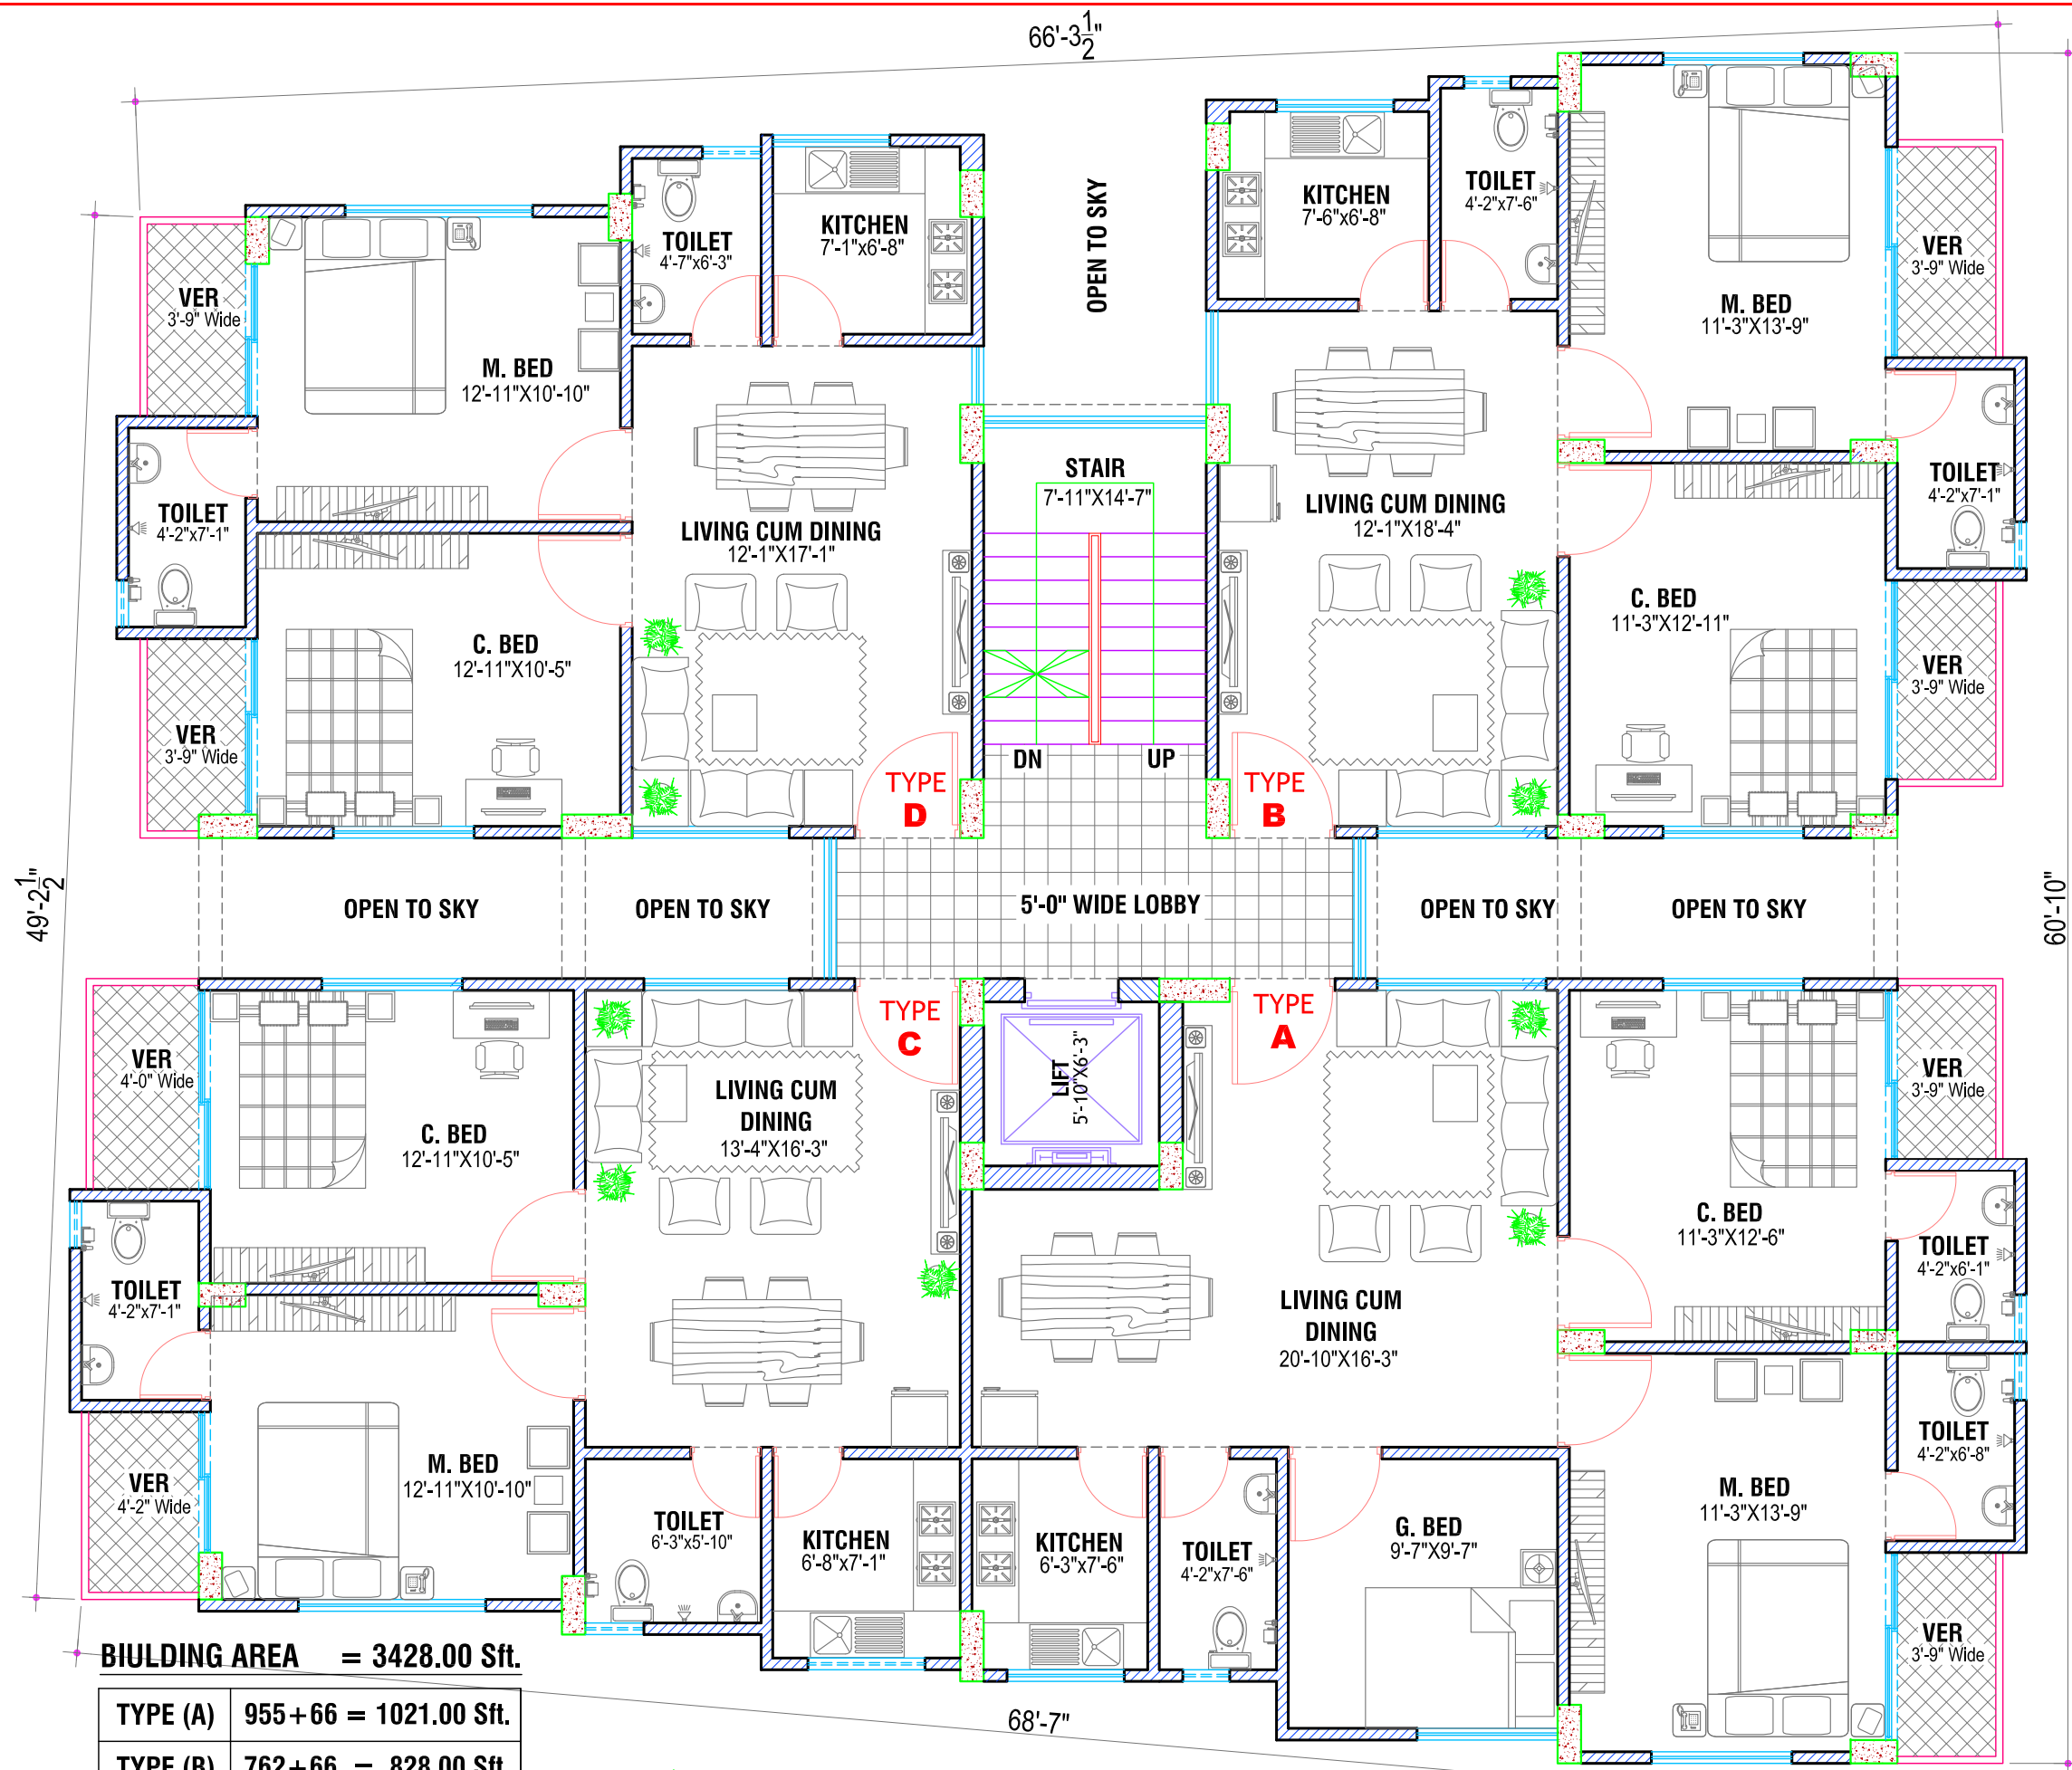 66'-3 1/2"
OPEN TO SKY
KITCHEN
7'-6"x6'-8"
TOILET
4'-2"x7'-6"
M. BED
11'-3"X13'-9"
VER
3'-9" Wide
TOILET
4'-7"x6'-3"
KITCHEN
7'-1"x6'-8"
VER
3'-9" Wide
M. BED
12'-11"X10'-10"
TOILET
4'-2"x7'-1"
LIVING CUM DINING
12'-1"X17'-1"
STAIR
7'-11"X14'-7"
LIVING CUM DINING
12'-1"X18'-4"
TOILET
4'-2"x7'-1"
C. BED
12'-11"X10'-5"
C. BED
11'-3"X12'-11"
VER
3'-9" Wide
VER
3'-9" Wide
DN
UP
TYPE
D
TYPE
B
49'-2 1/2"
OPEN TO SKY
OPEN TO SKY
5'-0" WIDE LOBBY
OPEN TO SKY
OPEN TO SKY
60'-10"
TYPE
C
TYPE
A
LIFT
5'-10"X6'-3"
VER
4'-0" Wide
C. BED
12'-11"X10'-5"
LIVING CUM
DINING
13'-4"X16'-3"
VER
3'-9" Wide
C. BED
11'-3"X12'-6"
TOILET
4'-2"x6'-1"
TOILET
4'-2"x7'-1"
LIVING CUM
DINING
20'-10"X16'-3"
TOILET
4'-2"x6'-8"
VER
4'-2" Wide
M. BED
12'-11"X10'-10"
TOILET
6'-3"x5'-10"
KITCHEN
6'-8"x7'-1"
KITCHEN
6'-3"x7'-6"
TOILET
4'-2"x7'-6"
G. BED
9'-7"X9'-7"
M. BED
11'-3"X13'-9"
VER
3'-9" Wide
BIULDING AREA = 3428.00 Sft.
TYPE (A) 955+66 = 1021.00 Sft.
TYPE (B) 762+66 = 828.00 Sft.
68'-7"